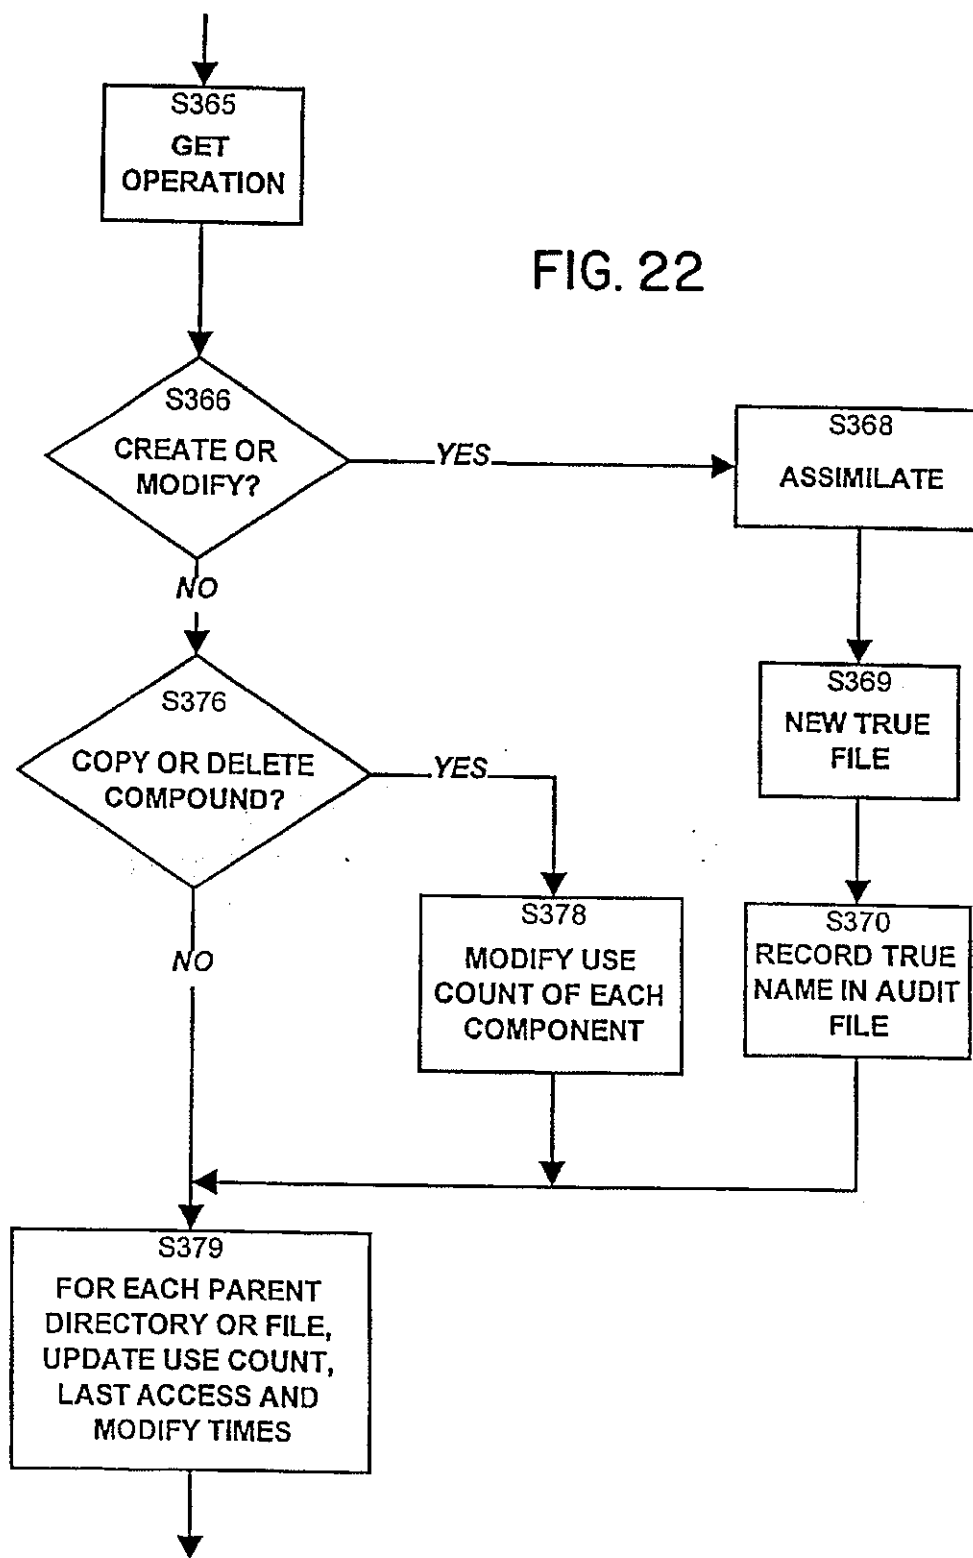 S365
GET
OPERATION
FIG. 22
S366
CREATE OR
MODIFY?
YES
S368
ASSIMILATE
NO
S376
COPY OR DELETE
COMPOUND?
YES
S369
NEW TRUE
FILE
S378
MODIFY USE
COUNT OF EACH
COMPONENT
S370
RECORD TRUE
NAME IN AUDIT
FILE
NO
S379
FOR EACH PARENT
DIRECTORY OR FILE,
UPDATE USE COUNT,
LAST ACCESS AND
MODIFY TIMES